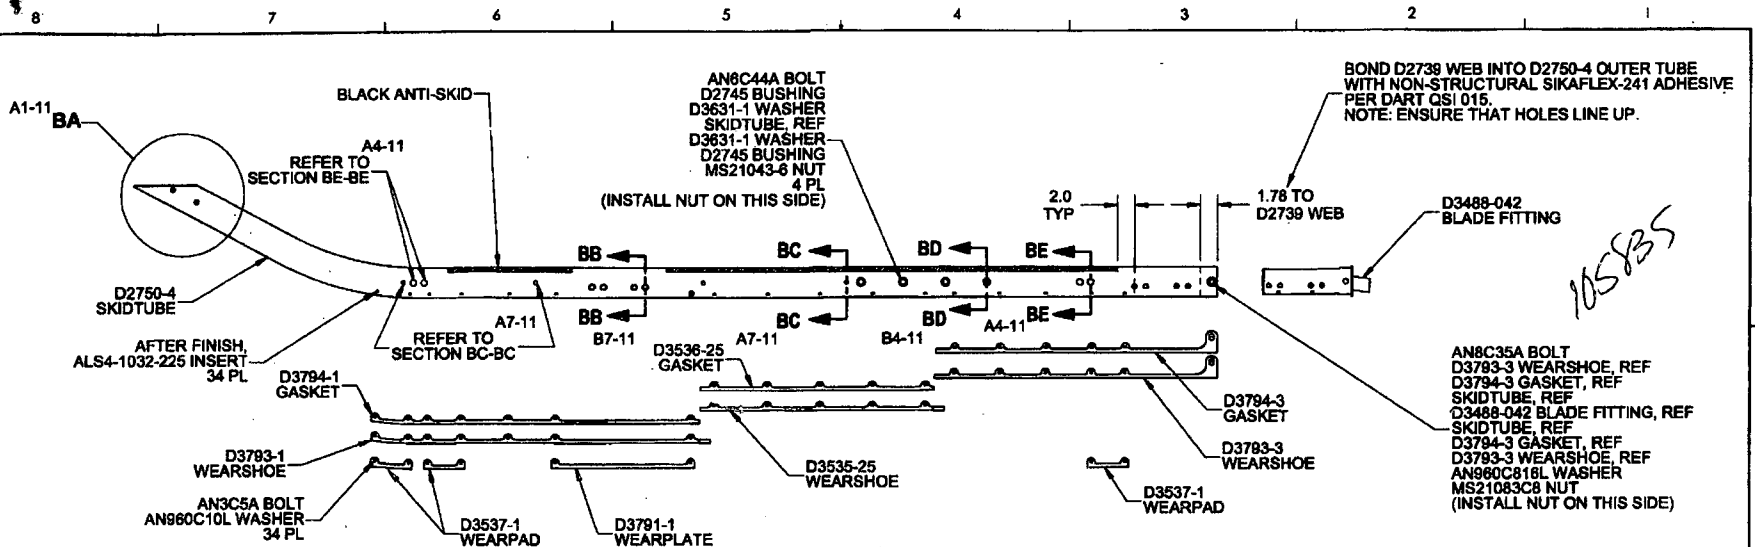 8 7 6 5 4 3 2 1
A1-11
BA
BLACK ANTI-SKID
A4-11
REFER TO
SECTION BE-BE
AN6C44A BOLT
D2745 BUSHING
D3631-1 WASHER
SKIDTUBE, REF
D3631-1 WASHER
D2745 BUSHING
MS21043-6 NUT
4 PL
(INSTALL NUT ON THIS SIDE)
BOND D2739 WEB INTO D2750-4 OUTER TUBE
WITH NON-STRUCTURAL SIKAFLEX-241 ADHESIVE
PER DART QSI 015.
NOTE: ENSURE THAT HOLES LINE UP.
2.0
TYP
1.78 TO
D2739 WEB
D3488-042
BLADE FITTING
105835
BB BC BD BE
D2750-4
SKIDTUBE
BB BC BD BE
A7-11 B7-11 A7-11 B4-11 A4-11
REFER TO
SECTION BC-BC
AFTER FINISH,
ALS4-1032-225 INSERT
34 PL
D3536-25
GASKET
D3794-1
GASKET
D3794-3
GASKET
D3793-1
WEARSHOE
D3535-25
WEARSHOE
D3793-3
WEARSHOE
AN3C5A BOLT
AN960C10L WASHER
34 PL
D3537-1
WEARPAD
D3791-1
WEARPLATE
D3537-1
WEARPAD
AN8C35A BOLT
D3793-3 WEARSHOE, REF
D3794-3 GASKET, REF
SKIDTUBE, REF
D3488-042 BLADE FITTING, REF
SKIDTUBE, REF
D3794-3 GASKET, REF
D3793-3 WEARSHOE, REF
AN960C816L WASHER
MS21083C8 NUT
(INSTALL NUT ON THIS SIDE)